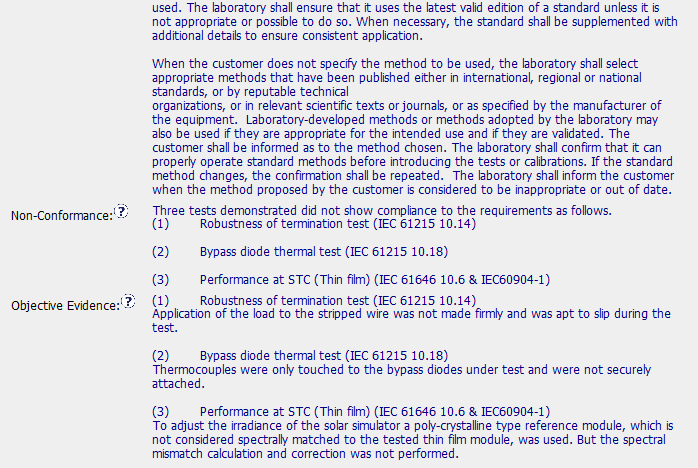 used. The laboratory shall ensure that it uses the latest valid edition of a standard unless it is
not appropriate or possible to do so. When necessary, the standard shall be supplemented with
additional details to ensure consistent application.
When the customer does not specify the method to be used, the laboratory shall select
appropriate methods that have been published either in international, regional or national
standards, or by reputable technical
organizations, or in relevant scientific texts or journals, or as specified by the manufacturer of
the equipment. Laboratory-developed methods or methods adopted by the laboratory may
also be used if they are appropriate for the intended use and if they are validated. The
customer shall be informed as to the method chosen. The laboratory shall confirm that it can
properly operate standard methods before introducing the tests or calibrations. If the standard
method changes, the confirmation shall be repeated. The laboratory shall inform the customer
when the method proposed by the customer is considered to be inappropriate or out of date.
Non-Conformance: ? Three tests demonstrated did not show compliance to the requirements as follows.
(1) Robustness of termination test (IEC 61215 10.14)
(2) Bypass diode thermal test (IEC 61215 10.18)
(3) Performance at STC (Thin film) (IEC 61646 10.6 & IEC60904-1)
Objective Evidence: ? (1) Robustness of termination test (IEC 61215 10.14)
Application of the load to the stripped wire was not made firmly and was apt to slip during the
test.
(2) Bypass diode thermal test (IEC 61215 10.18)
Thermocouples were only touched to the bypass diodes under test and were not securely
attached.
(3) Performance at STC (Thin film) (IEC 61646 10.6 & IEC60904-1)
To adjust the irradiance of the solar simulator a poly-crystalline type reference module, which is
not considered spectrally matched to the tested thin film module, was used. But the spectral
mismatch calculation and correction was not performed.